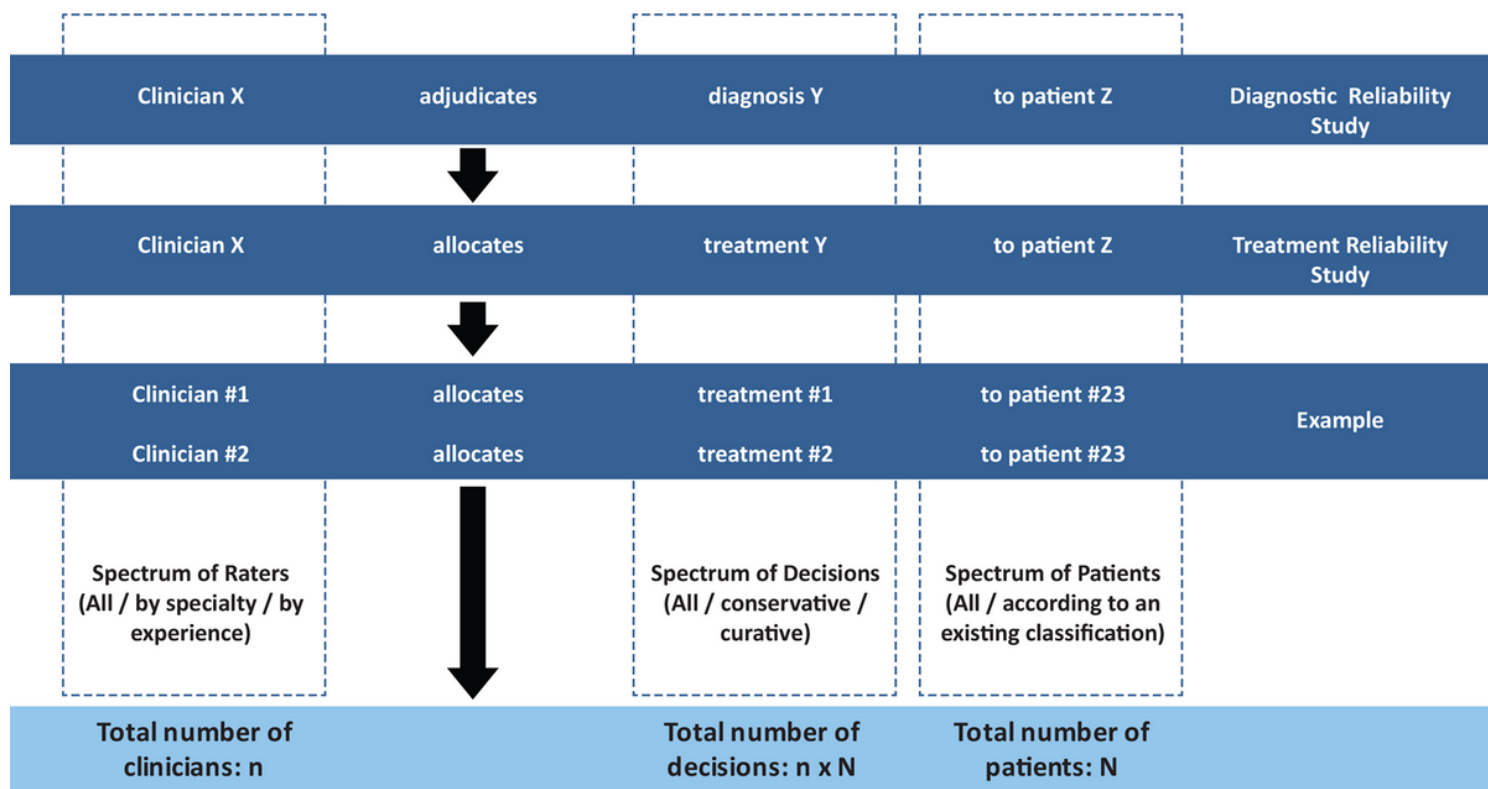 Clinician X adjudicates diagnosis Y to patient Z Diagnostic Reliability
Study
Clinician X allocates treatment Y to patient Z Treatment Reliability
Study
Clinician #1 allocates treatment #1 to patient #23
Example
Clinician #2 allocates treatment #2 to patient #23
Spectrum of Raters
(All / by specialty / by
experience)
Spectrum of Decisions
(All / conservative /
curative)
Spectrum of Patients
(All / according to an
existing classification)
Total number of
clinicians: n
Total number of
decisions: n x N
Total number of
patients: N